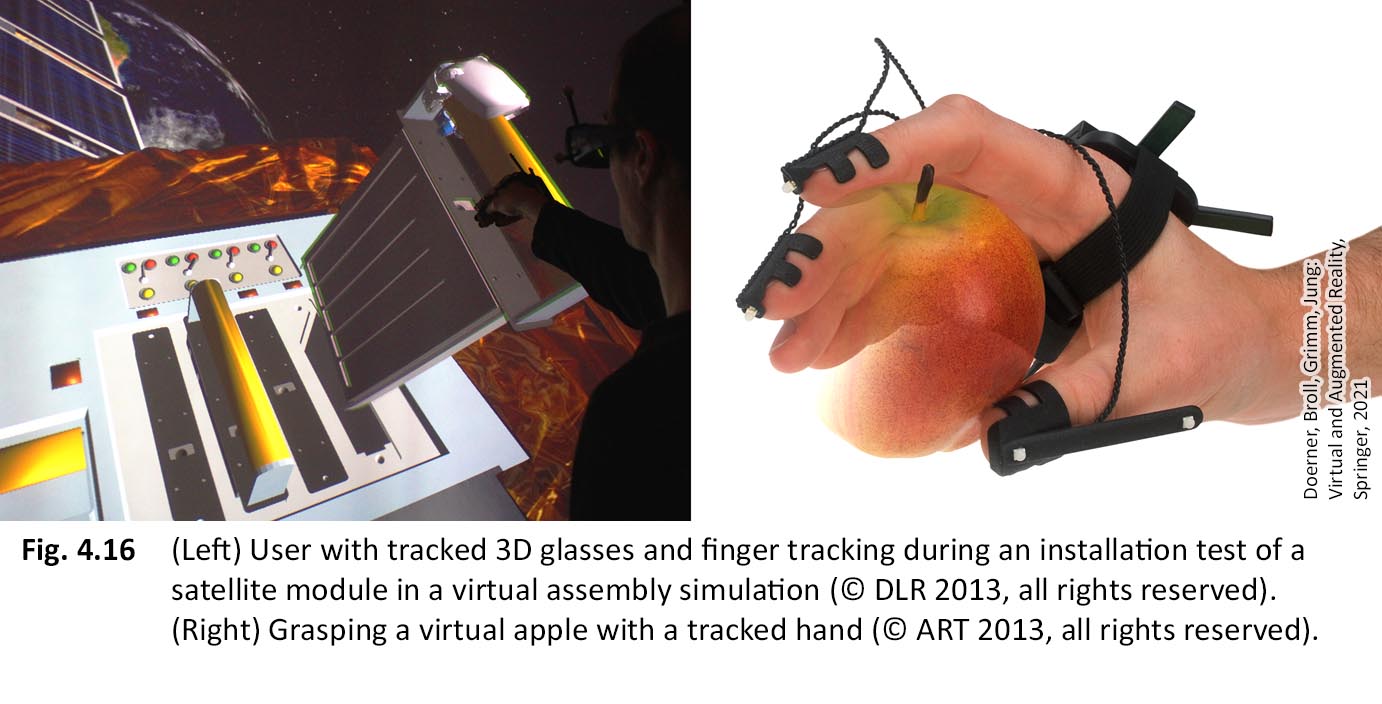 Doerner, Broll, Grimm, Jung:
Virtual and Augmented Reality,
Springer, 2021
Fig. 4.16 (Left) User with tracked 3D glasses and finger tracking during an installation test of a
satellite module in a virtual assembly simulation (© DLR 2013, all rights reserved).
(Right) Grasping a virtual apple with a tracked hand (© ART 2013, all rights reserved).